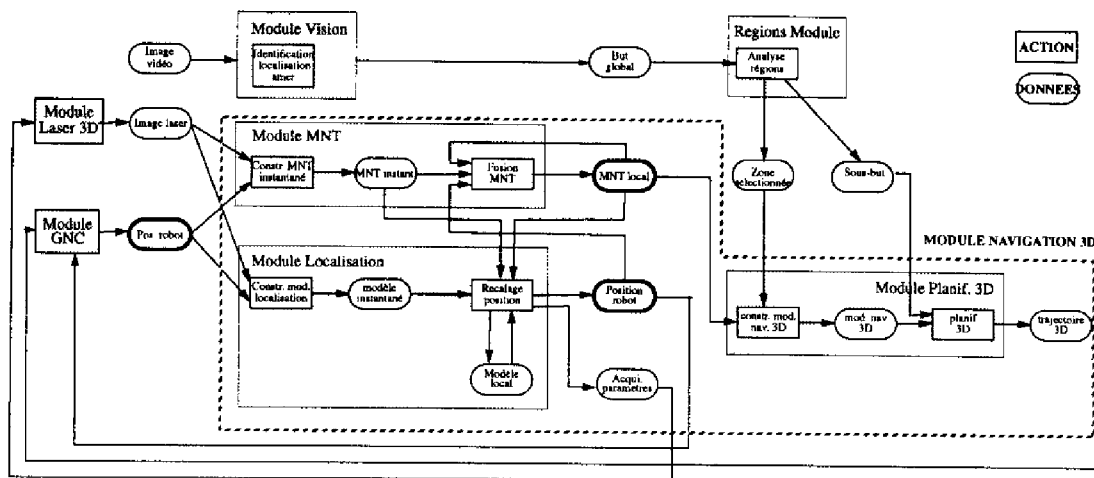 Module Vision
Image
vidéo
Identification
localisation
amer
But
global
Regions Module
Analyse
régions
ACTION
DONNEES
Module
Laser 3D
Image laser
Module MNT
Constr. MNT
instantané
MNT instant
Fusion
MNT
MNT local
Zone
sélectionnée
Sous-but
Module
GNC
Pos. robot
MODULE NAVIGATION 3D
Module Localisation
Constr. mod.
localisation
modèle
instantané
Recalage
position
Position
robot
Module Planif. 3D
constr. mod.
nav. 3D
mod. nav
3D
planif
3D
trajectoire
3D
Modèle
local
Acqui.
paramètres